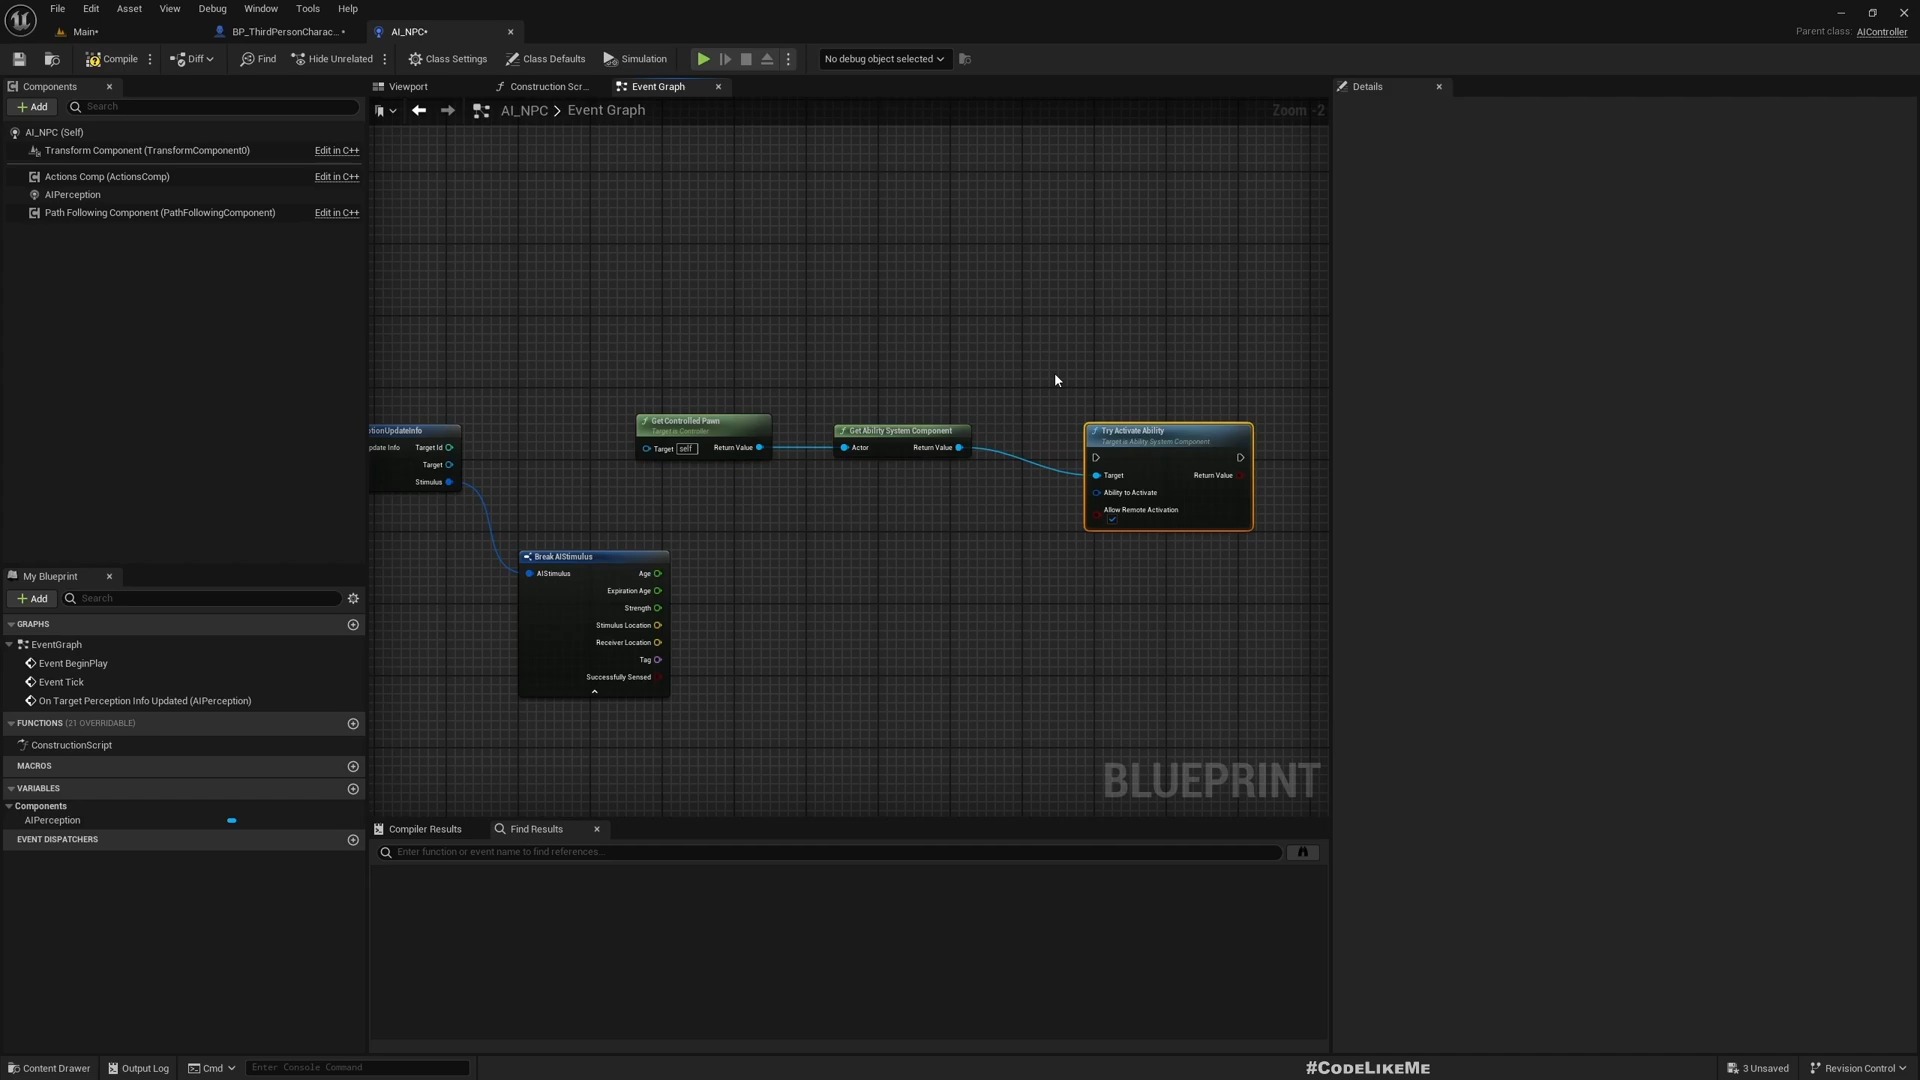 File Edit Asset View Debug Window Tools Help
Main*
BP_ThirdPersonCharac...*
AI_NPC*
Parent class: AIController
Compile
Diff
Find
Hide Unrelated
Class Settings
Class Defaults
Simulation
No debug object selected
Components
Add
Search
AI_NPC (Self)
Transform Component (TransformComponent0) Edit in C++
Actions Comp (ActionsComp) Edit in C++
AIPerception
Path Following Component (PathFollowingComponent) Edit in C++
Viewport
Construction Scr...
Event Graph
AI_NPC > Event Graph
Zoom -2
Details
ptionUpdateInfo
pdate Info Target Id
Target
Stimulus
Get Controlled Pawn
Target is Controller
Target self Return Value
Get Ability System Component
Actor Return Value
Try Activate Ability
Target is Ability System Component
Target Return Value
Ability to Activate
Allow Remote Activation
Break AIStimulus
AIStimulus Age
Expiration Age
Strength
Stimulus Location
Receiver Location
Tag
Successfully Sensed
BLUEPRINT
My Blueprint
Add
Search
GRAPHS
EventGraph
Event BeginPlay
Event Tick
On Target Perception Info Updated (AIPerception)
FUNCTIONS (21 OVERRIDABLE)
ConstructionScript
MACROS
VARIABLES
Components
AIPerception
EVENT DISPATCHERS
Compiler Results
Find Results
Enter function or event name to find references...
Content Drawer
Output Log
Cmd
Enter Console Command
#CODELIKEME
3 Unsaved
Revision Control